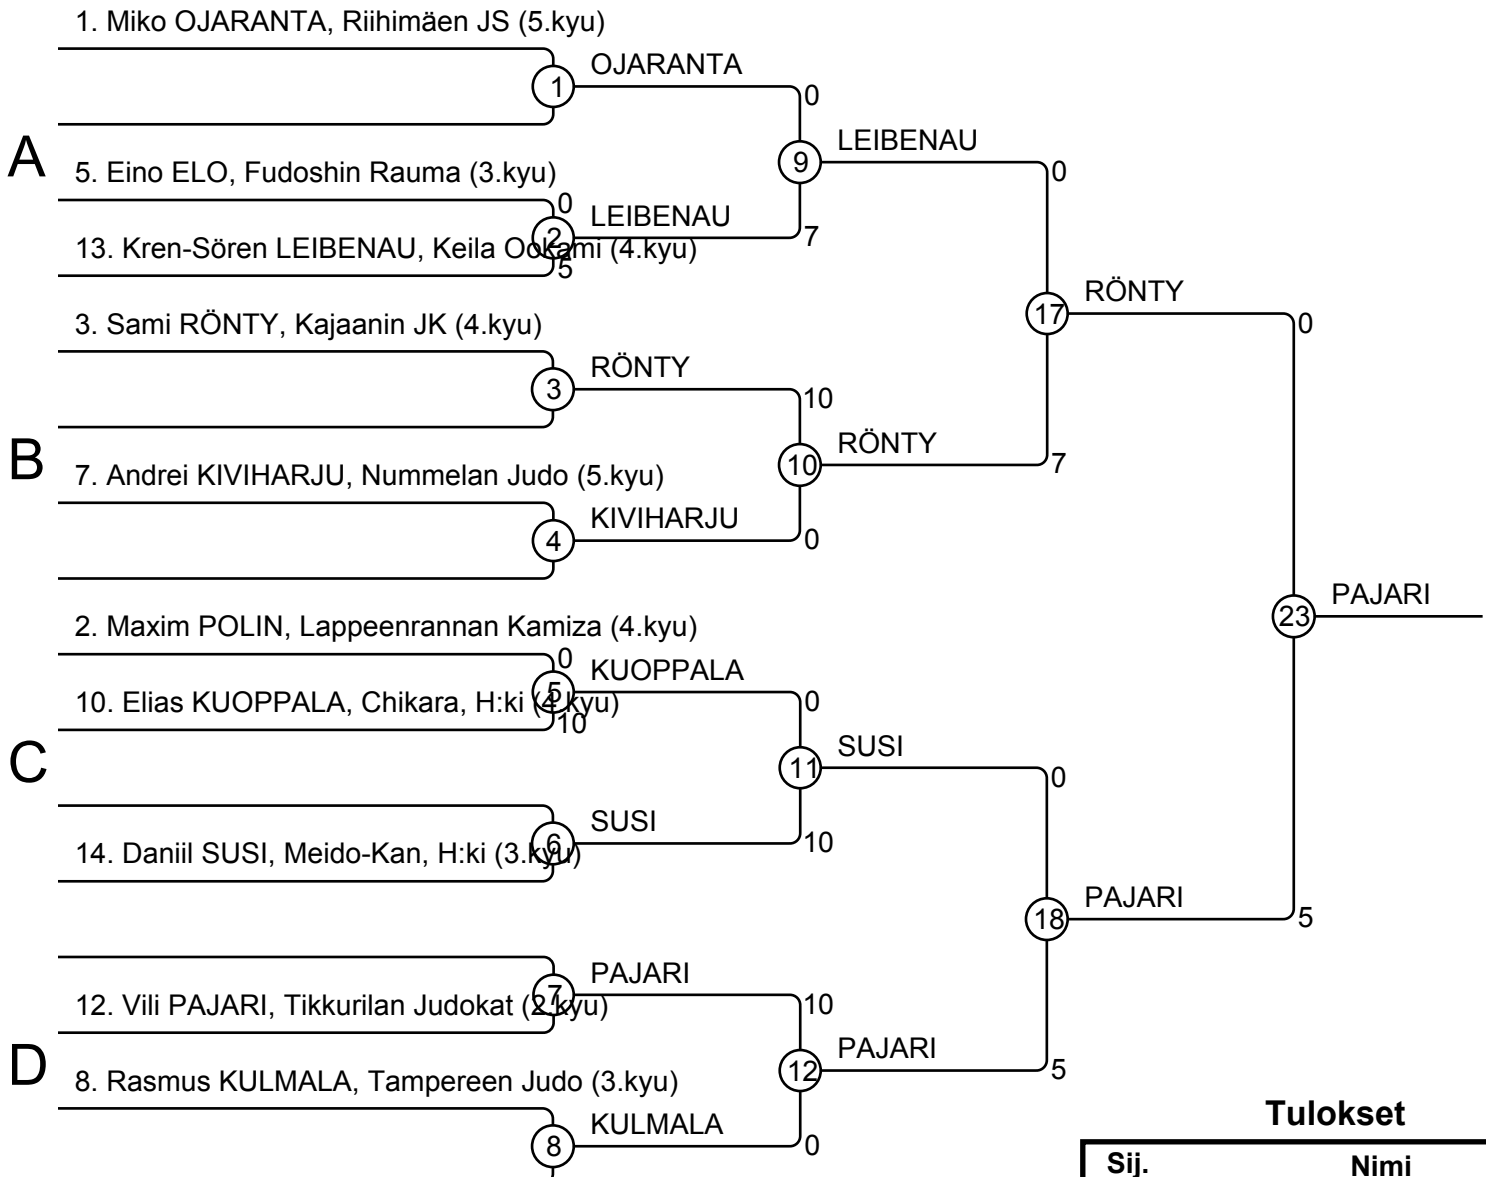 1. Miko OJARANTA, Riihimäen JS (5.kyu)
1
OJARANTA
0
A
5. Eino ELO, Fudoshin Rauma (3.kyu)
9
LEIBENAU
0
0
2
LEIBENAU
7
13. Kren-Sören LEIBENAU, Keila Ookami (4.kyu)
5
3. Sami RÖNTY, Kajaanin JK (4.kyu)
17
RÖNTY
0
3
RÖNTY
10
B
7. Andrei KIVIHARJU, Nummelan Judo (5.kyu)
10
RÖNTY
7
4
KIVIHARJU
0
2. Maxim POLIN, Lappeenrannan Kamiza (4.kyu)
23
PAJARI
0
5
KUOPPALA
0
10. Elias KUOPPALA, Chikara, H:ki (4.kyu)
10
C
11
SUSI
0
6
SUSI
10
14. Daniil SUSI, Meido-Kan, H:ki (3.kyu)
18
PAJARI
5
7
PAJARI
10
12. Vili PAJARI, Tikkurilan Judokat (2.kyu)
D
12
PAJARI
5
8. Rasmus KULMALA, Tampereen Judo (3.kyu)
8
KULMALA
0
Tulokset
Sij. Nimi